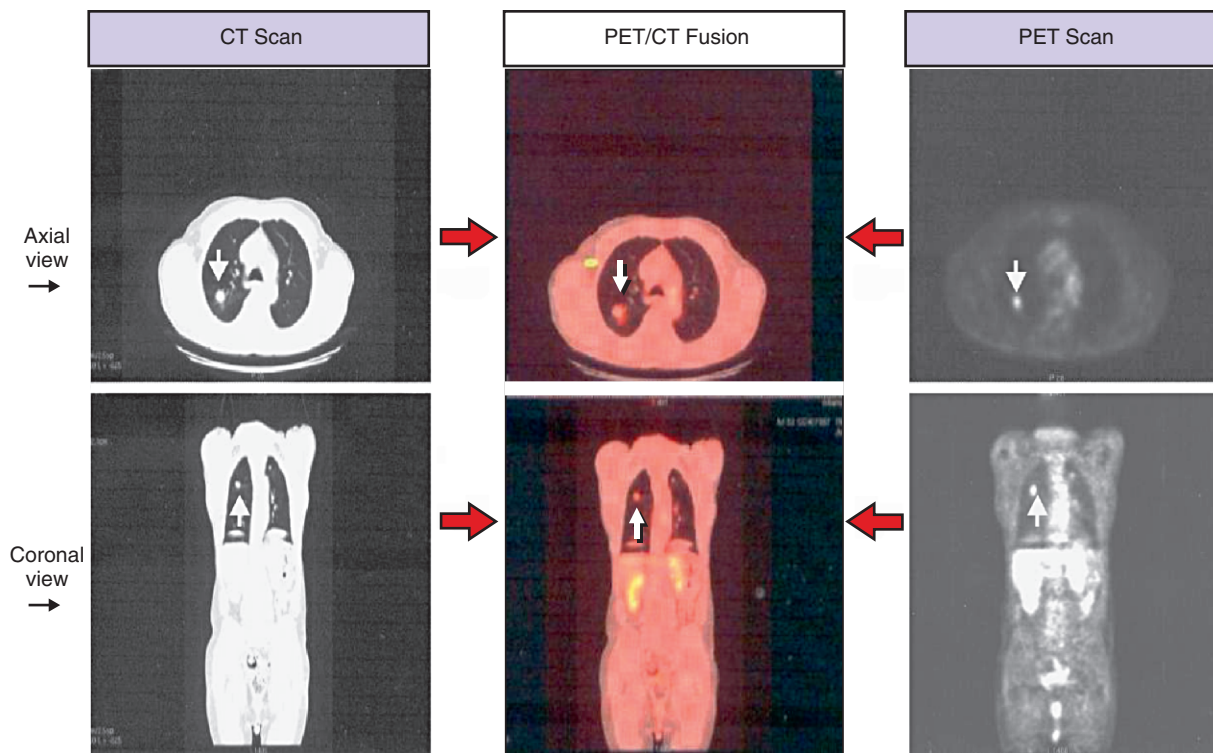 CT Scan
PET/CT Fusion
PET Scan
Axial
view
Coronal
view